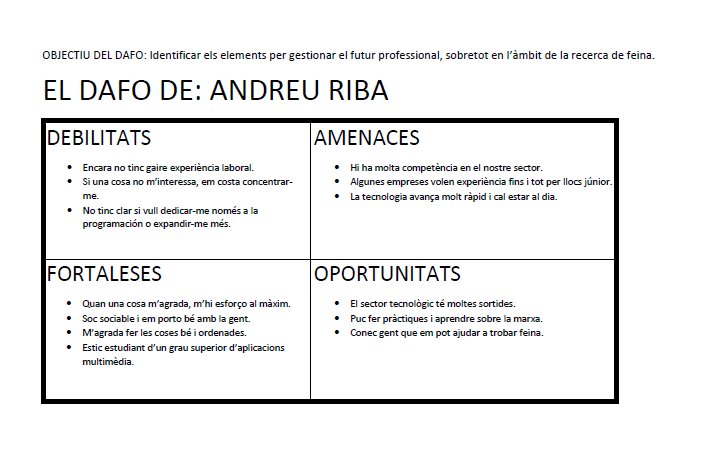 OBJECTIU DEL DAFO: Identificar els elements per gestionar el futur professional, sobretot en l'àmbit de la recerca de feina.
EL DAFO DE: ANDREU RIBA
DEBILITATS
• Encara no tinc gaire experiència laboral.
• Si una cosa no m'interessa, em costa concentrar-
me.
• No tinc clar si vull dedicar-me només a la
programación o expandir-me més.
AMENACES
• Hi ha molta competència en el nostre sector.
• Algunes empreses volen experiència fins i tot per llocs júnior.
• La tecnologia avança molt ràpid i cal estar al dia.
FORTALESES
• Quan una cosa m'agrada, m'hi esforço al màxim.
• Soc sociable i em porto bé amb la gent.
• M'agrada fer les coses bé i ordenades.
• Estic estudiant d'un grau superior d'aplicacions
multimèdia.
OPORTUNITATS
• El sector tecnològic té moltes sortides.
• Puc fer pràctiques i aprendre sobre la marxa.
• Conec gent que em pot ajudar a trobar feina.